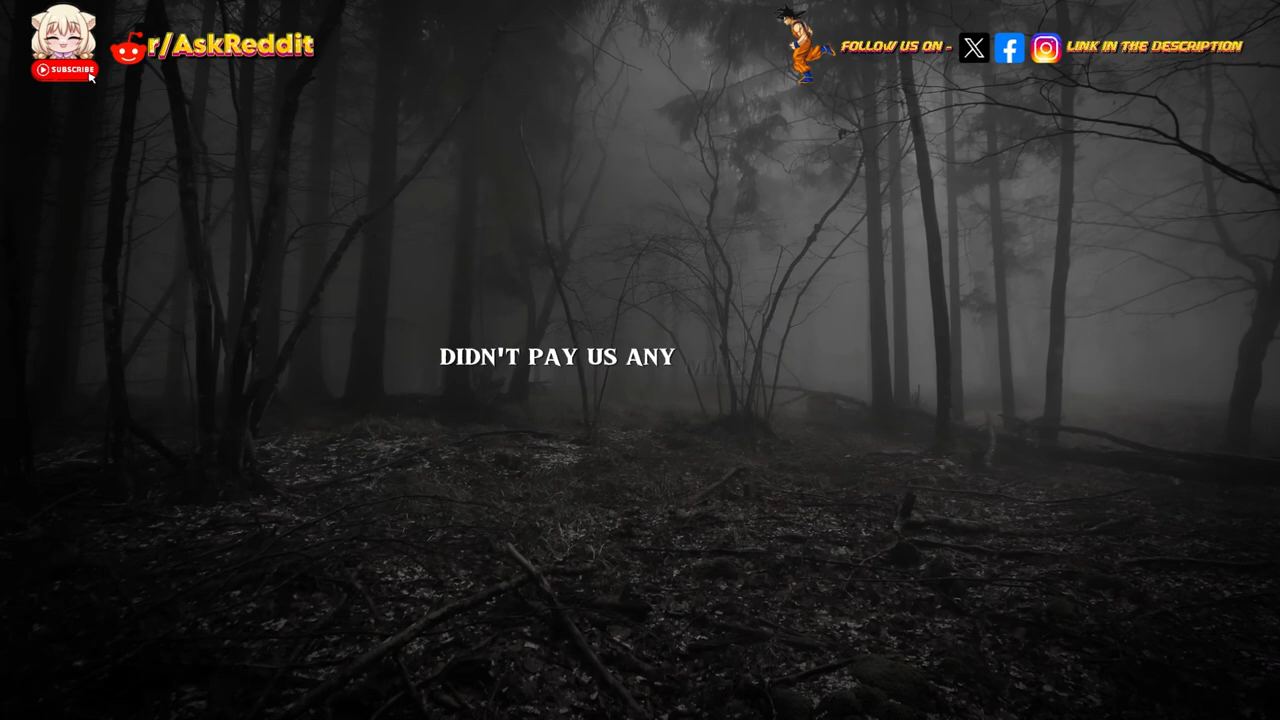 r/AskReddit
SUBSCRIBE
FOLLOW US ON -
LINK IN THE DESCRIPTION
DIDN'T PAY US ANY